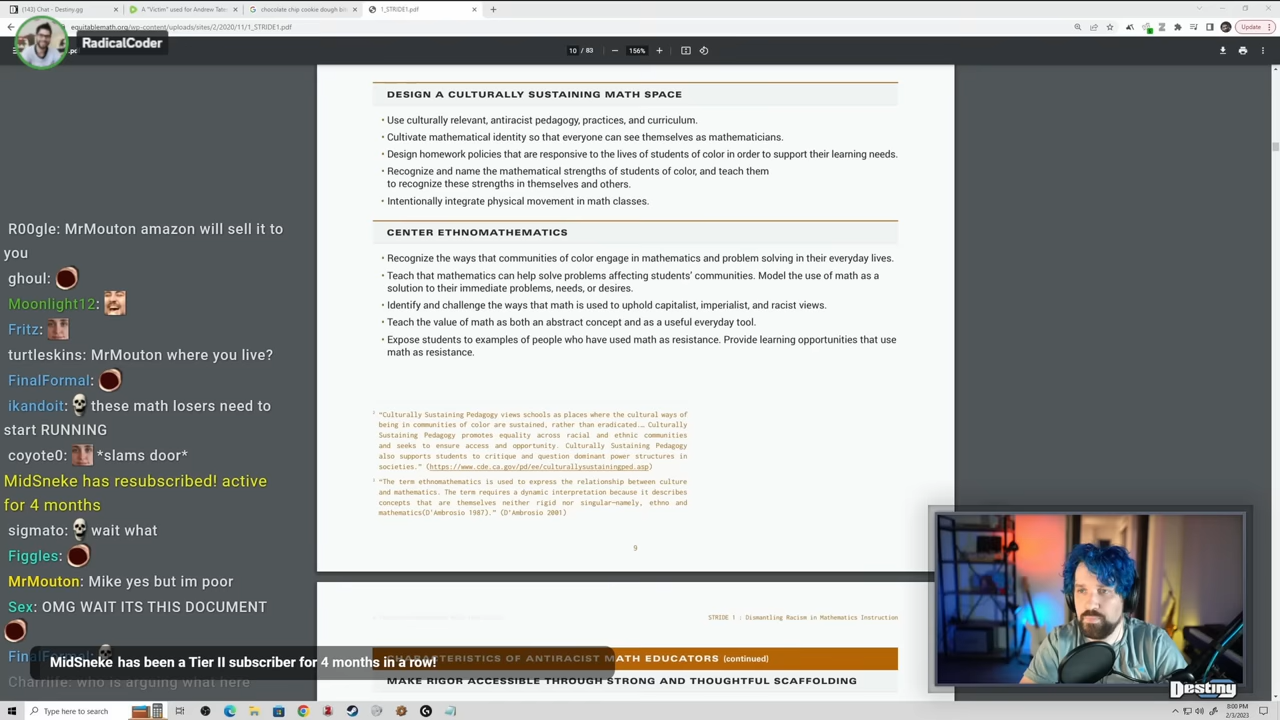 (143) Chat - Destiny.gg
A "Victim" used for Andrew Tate
chocolate chip cookie dough bit
1_STRIDE1.pdf
equitablemath.org/wp-content/uploads/sites/2/2020/11/1_STRIDE1.pdf
Update
RadicalCoder
10 / 83
156%
DESIGN A CULTURALLY SUSTAINING MATH SPACE
• Use culturally relevant, antiracist pedagogy, practices, and curriculum.
• Cultivate mathematical identity so that everyone can see themselves as mathematicians.
• Design homework policies that are responsive to the lives of students of color in order to support their learning needs.
• Recognize and name the mathematical strengths of students of color, and teach them
to recognize these strengths in themselves and others.
• Intentionally integrate physical movement in math classes.
CENTER ETHNOMATHEMATICS
• Recognize the ways that communities of color engage in mathematics and problem solving in their everyday lives.
• Teach that mathematics can help solve problems affecting students' communities. Model the use of math as a
solution to their immediate problems, needs, or desires.
• Identify and challenge the ways that math is used to uphold capitalist, imperialist, and racist views.
• Teach the value of math as both an abstract concept and as a useful everyday tool.
• Expose students to examples of people who have used math as resistance. Provide learning opportunities that use
math as resistance.
"Culturally Sustaining Pedagogy views schools as places where the cultural ways of
being in communities of color are sustained, rather than eradicated…. Culturally
Sustaining Pedagogy promotes equality across racial and ethnic communities
and seeks to ensure access and opportunity. Culturally Sustaining Pedagogy
also supports students to critique and question dominant power structures in
societies." (https://www.cde.ca.gov/pd/ee/culturallysustainingped.asp)
"The term ethnomathematics is used to express the relationship between culture
and mathematics. The term requires a dynamic interpretation because it describes
concepts that are themselves neither rigid nor singular—namely, ethno and
mathematics(D'Ambrosio 1987)." (D'Ambrosio 2001)
9
STRIDE 1 : Dismantling Racism in Mathematics Instruction
CHARACTERISTICS OF ANTIRACIST MATH EDUCATORS (continued)
MAKE RIGOR ACCESSIBLE THROUGH STRONG AND THOUGHTFUL SCAFFOLDING
R00gle: MrMouton amazon will sell it to
you
ghoul:
Moonlight12:
Fritz:
turtleskins: MrMouton where you live?
FinalFormal:
ikandoit: these math losers need to
start RUNNING
coyote0: *slams door*
MidSneke has resubscribed! active
for 4 months
sigmato: wait what
Figgles:
MrMouton: Mike yes but im poor
Sex: OMG WAIT ITS THIS DOCUMENT
MidSneke has been a Tier II subscriber for 4 months in a row!
Charlife: who is arguing what here
Destiny
Type here to search
8:00 PM
2/3/2023